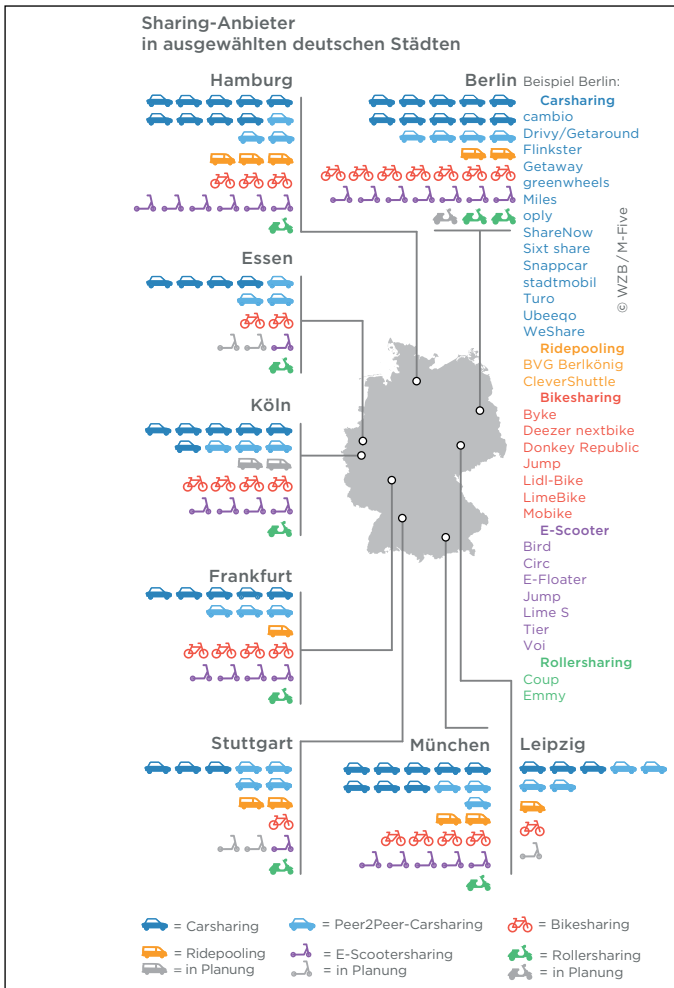 Sharing-Anbieter
in ausgewählten deutschen Städten
Hamburg
Berlin
Beispiel Berlin:
Carsharing
cambio
Drivy/Getaround
Flinkster
Getaway
greenwheels
Miles
oply
ShareNow
Sixt share
Snappcar
stadtmobil
Turo
Ubeeqo
WeShare
Ridepooling
BVG Berlkönig
CleverShuttle
Bikesharing
Byke
Deezer nextbike
Donkey Republic
Jump
Lidl-Bike
LimeBike
Mobike
E-Scooter
Bird
Circ
E-Floater
Jump
Lime S
Tier
Voi
Rollersharing
Coup
Emmy
© WZB / M-Five
Essen
Köln
Frankfurt
Stuttgart
München
Leipzig
= Carsharing
= Peer2Peer-Carsharing
= Bikesharing
= Ridepooling
= E-Scootersharing
= Rollersharing
= in Planung
= in Planung
= in Planung